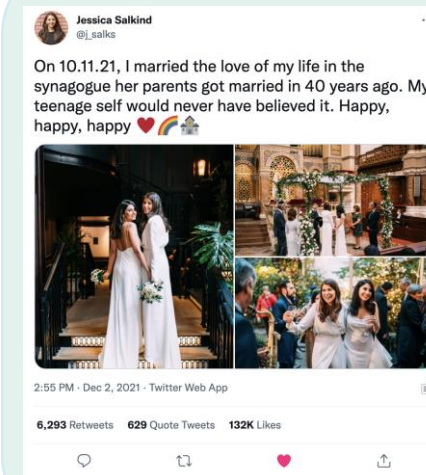 Jessica Salkind
@j_salks
On 10.11.21, I married the love of my life in the
synagogue her parents got married in 40 years ago. My
teenage self would never have believed it. Happy,
happy, happy ❤️🌈🕍
2:55 PM · Dec 2, 2021 · Twitter Web App
6,293 Retweets 629 Quote Tweets 132K Likes